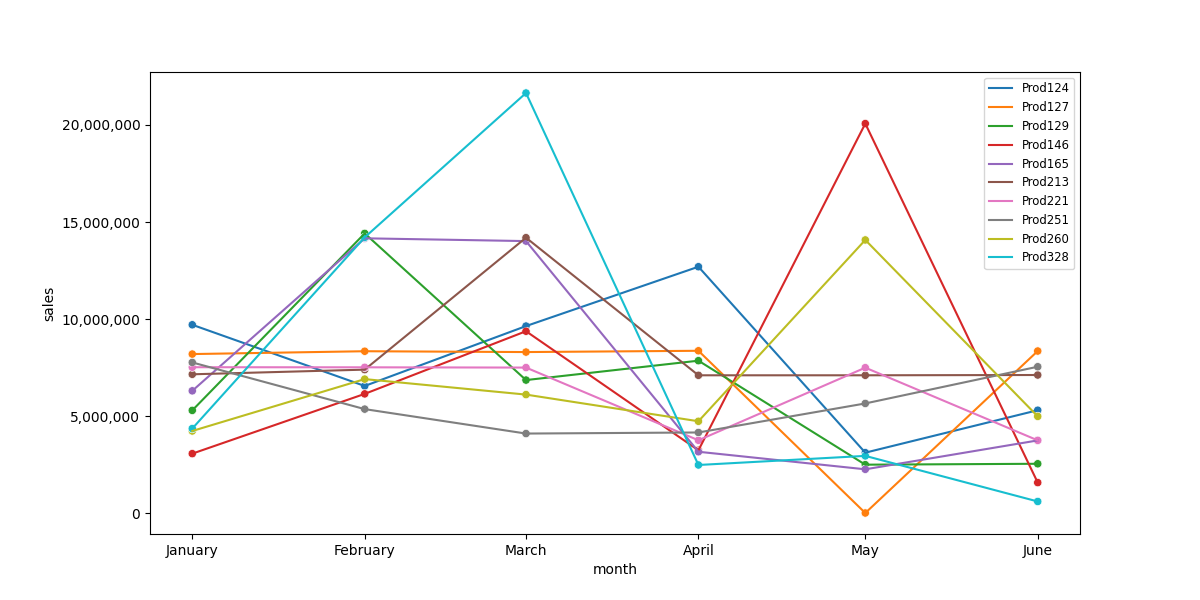 20,000,000
15,000,000
10,000,000
5,000,000
0
sales
January February March April May June
month
Prod124
Prod127
Prod129
Prod146
Prod165
Prod213
Prod221
Prod251
Prod260
Prod328